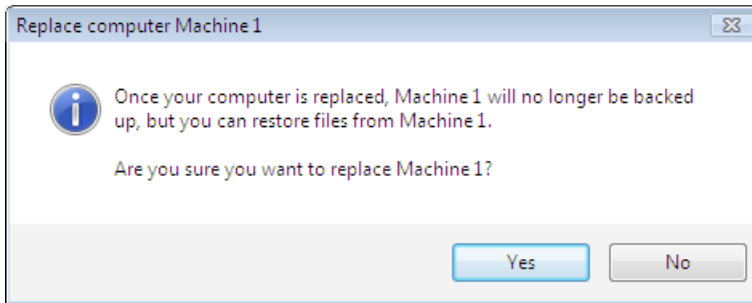 Replace computer Machine 1
Once your computer is replaced, Machine 1 will no longer be backed
up, but you can restore files from Machine 1.
Are you sure you want to replace Machine 1?
Yes
No